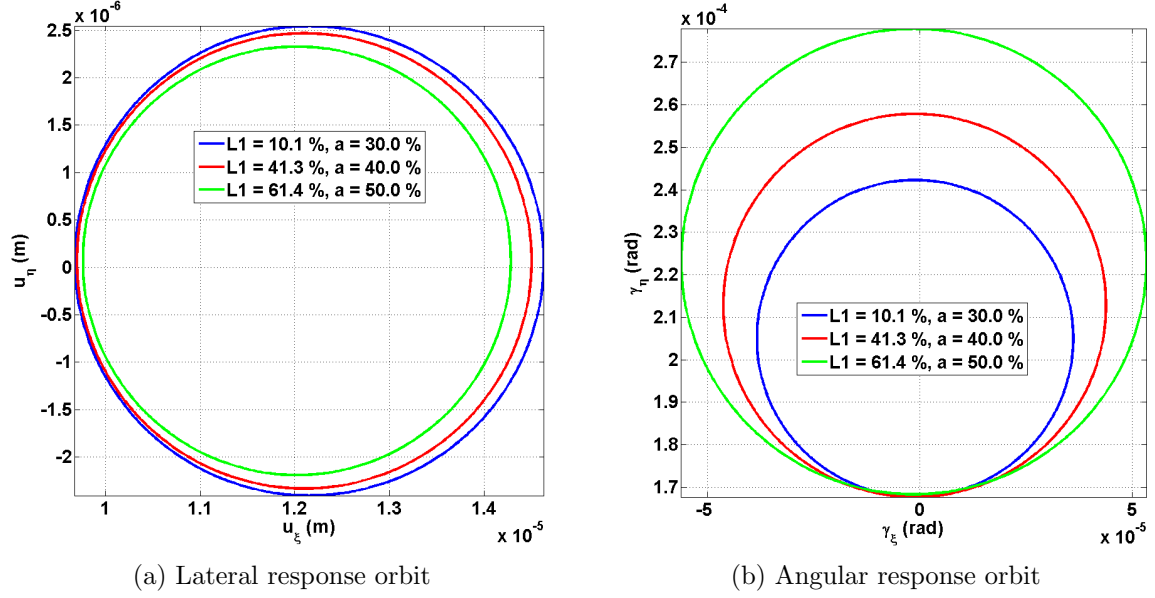 x 10⁻⁶
2.5
2
1.5
1
0.5
0
-0.5
-1
-1.5
-2
u_η (m)
L1 = 10.1 %, a = 30.0 %
L1 = 41.3 %, a = 40.0 %
L1 = 61.4 %, a = 50.0 %
1 1.1 1.2 1.3 1.4
u_ξ (m)
x 10⁻⁵
(a) Lateral response orbit
x 10⁻⁴
2.7
2.6
2.5
2.4
2.3
2.2
2.1
2
1.9
1.8
1.7
γ_η (rad)
L1 = 10.1 %, a = 30.0 %
L1 = 41.3 %, a = 40.0 %
L1 = 61.4 %, a = 50.0 %
-5 0 5
γ_ξ (rad)
x 10⁻⁵
(b) Angular response orbit